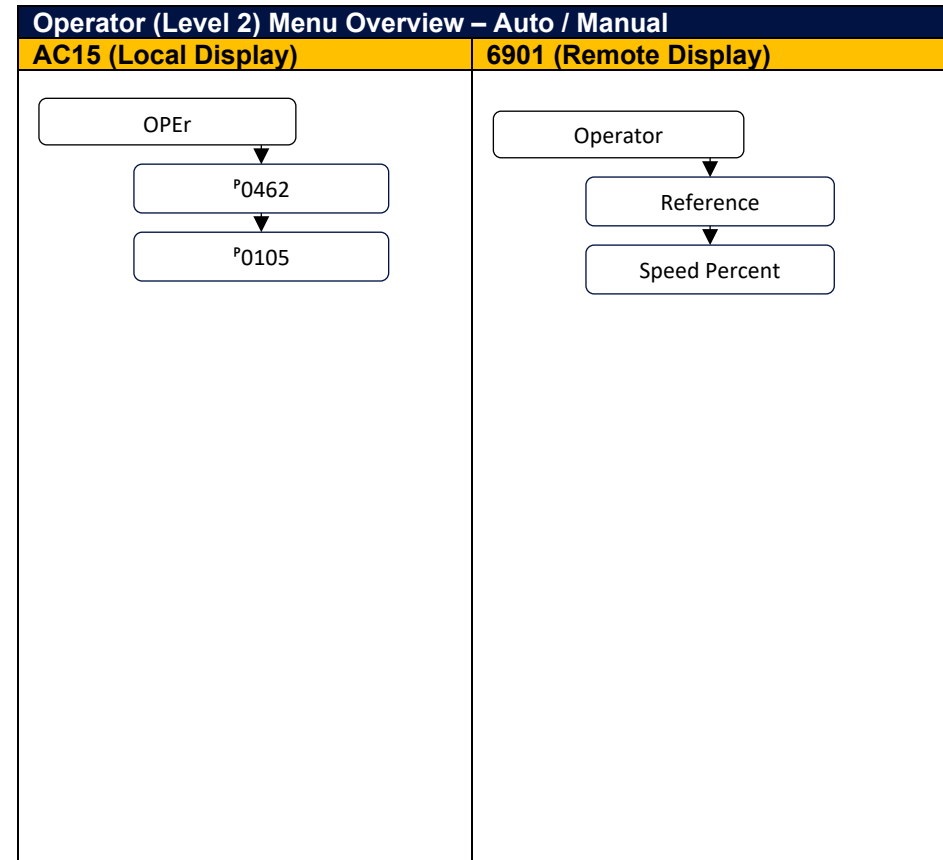 Operator (Level 2) Menu Overview – Auto / Manual
AC15 (Local Display)
6901 (Remote Display)
OPEr
ᴾ0462
ᴾ0105
Operator
Reference
Speed Percent